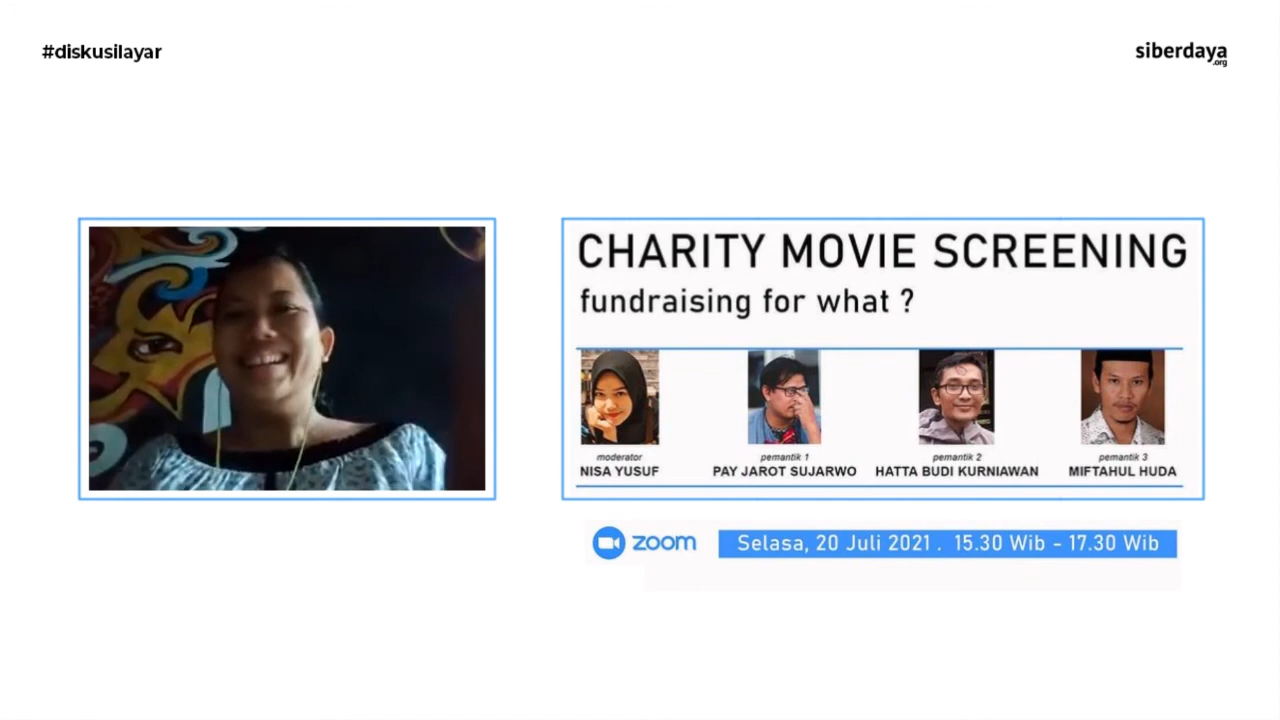 #diskusilayar
siberdaya
.org
CHARITY MOVIE SCREENING
fundraising for what ?
moderator
NISA YUSUF
pemantik 1
PAY JAROT SUJARWO
pemantik 2
HATTA BUDI KURNIAWAN
pemantik 3
MIFTAHUL HUDA
zoom
Selasa, 20 Juli 2021 . 15.30 Wib - 17.30 Wib